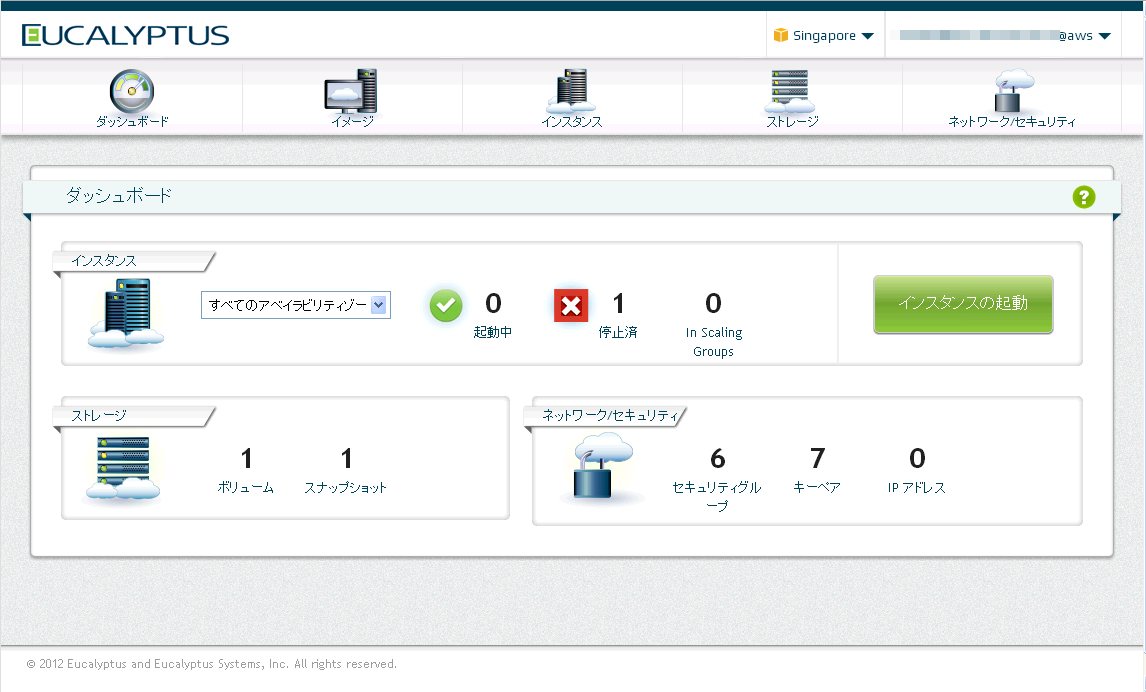 EUCALYPTUS
Singapore
@aws
ダッシュボード
イメージ
インスタンス
ストレージ
ネットワーク/セキュリティ
ダッシュボード
?
インスタンス
すべてのアベイラビリティゾー
0
起動中
1
停止済
0
In Scaling
Groups
インスタンスの起動
ストレージ
1
ボリューム
1
スナップショット
ネットワーク/セキュリティ
6
セキュリティグル
ープ
7
キーペア
0
IP アドレス
© 2012 Eucalyptus and Eucalyptus Systems, Inc. All rights reserved.